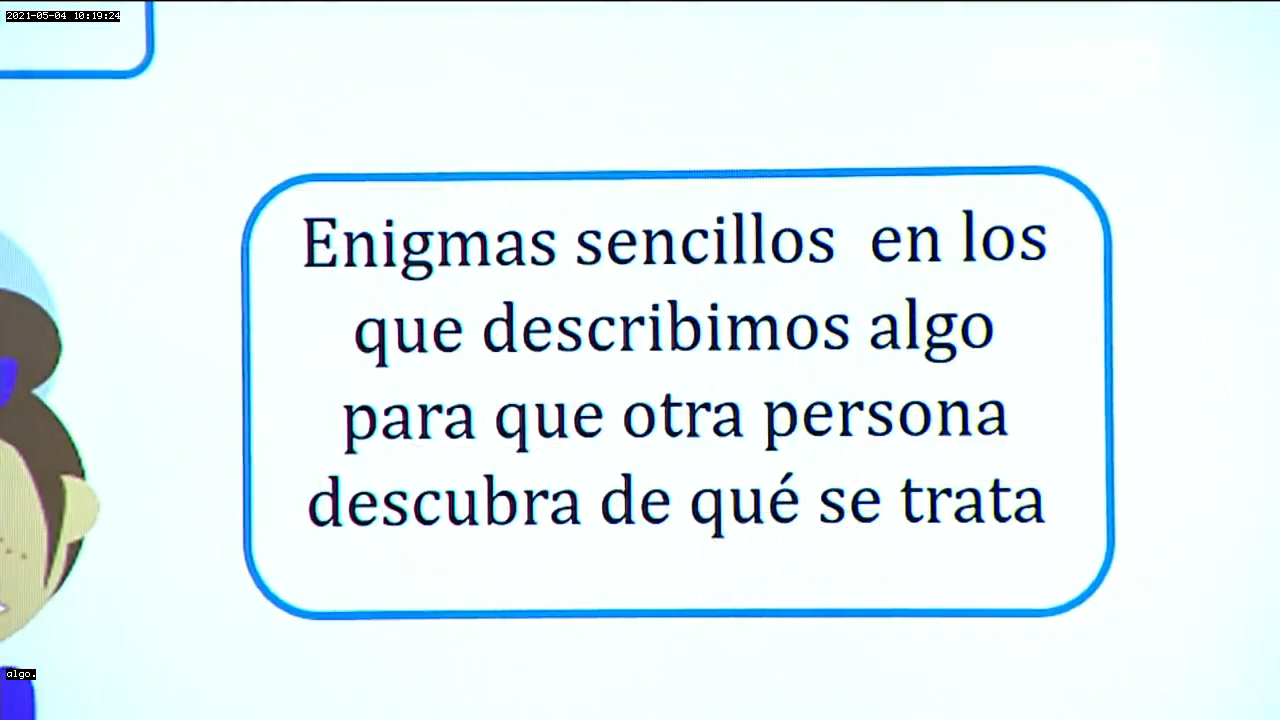 2021-05-04 10:19:24
Enigmas sencillos en los
que describimos algo
para que otra persona
descubra de qué se trata
algo.